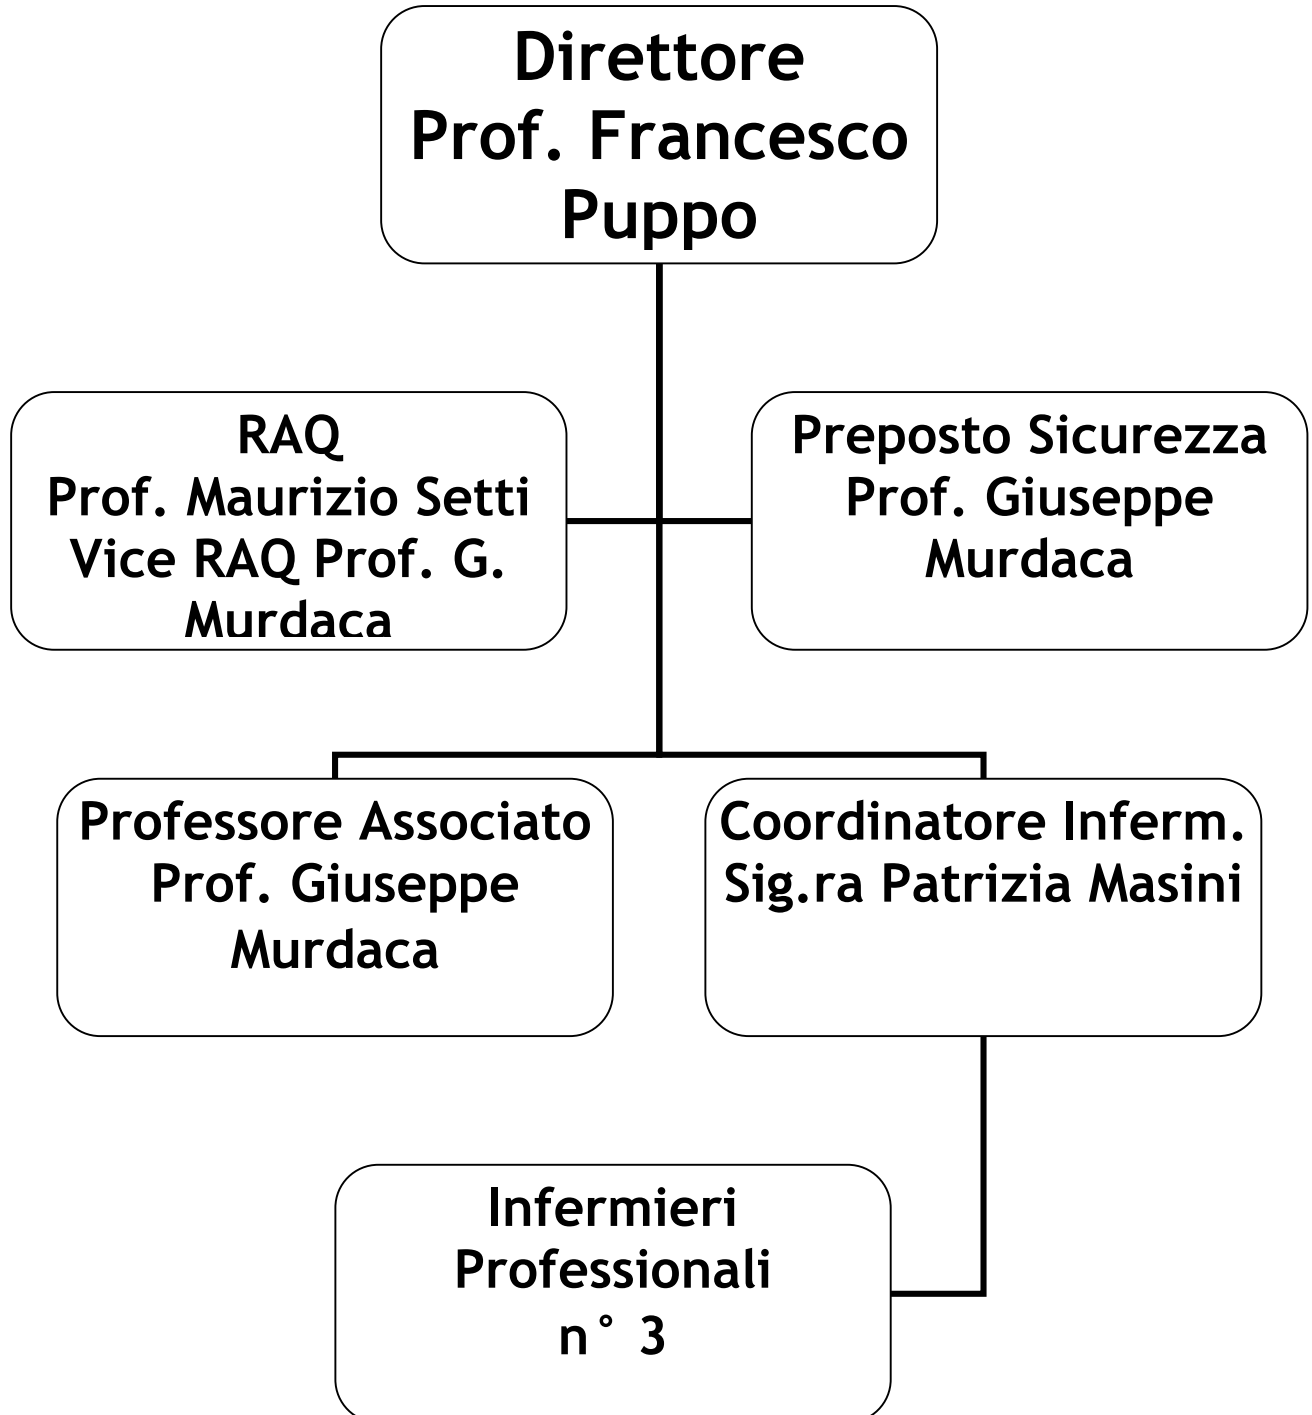 Direttore
Prof. Francesco
Puppo
RAQ
Prof. Maurizio Setti
Vice RAQ Prof. G.
Murdaca
Preposto Sicurezza
Prof. Giuseppe
Murdaca
Professore Associato
Prof. Giuseppe
Murdaca
Coordinatore Inferm.
Sig.ra Patrizia Masini
Infermieri
Professionali
n° 3